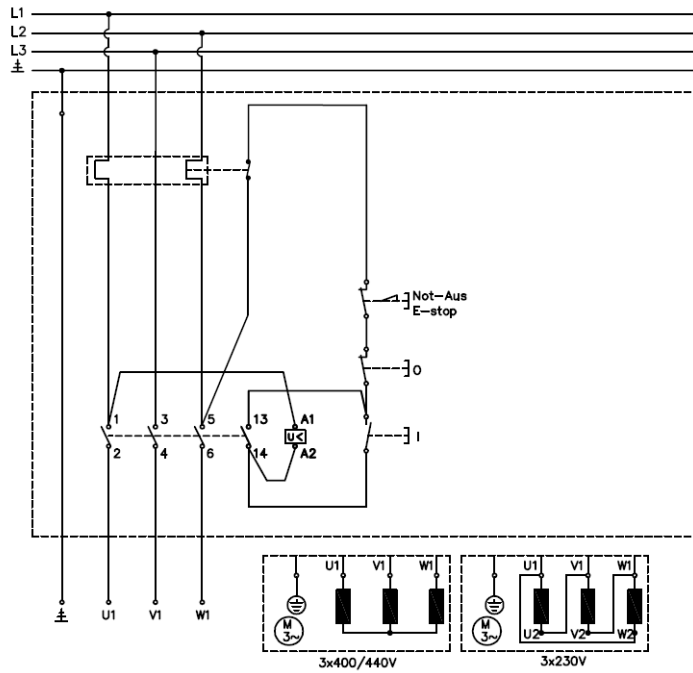 L1
L2
L3
Not-Aus
E-stop
O
1 3 5 13 A1
U< I
2 4 6 14 A2
U1 V1 W1 U1 V1 W1
M
3~
M
3~
U2 V2 W2
U1 V1 W1
3x400/440V 3x230V